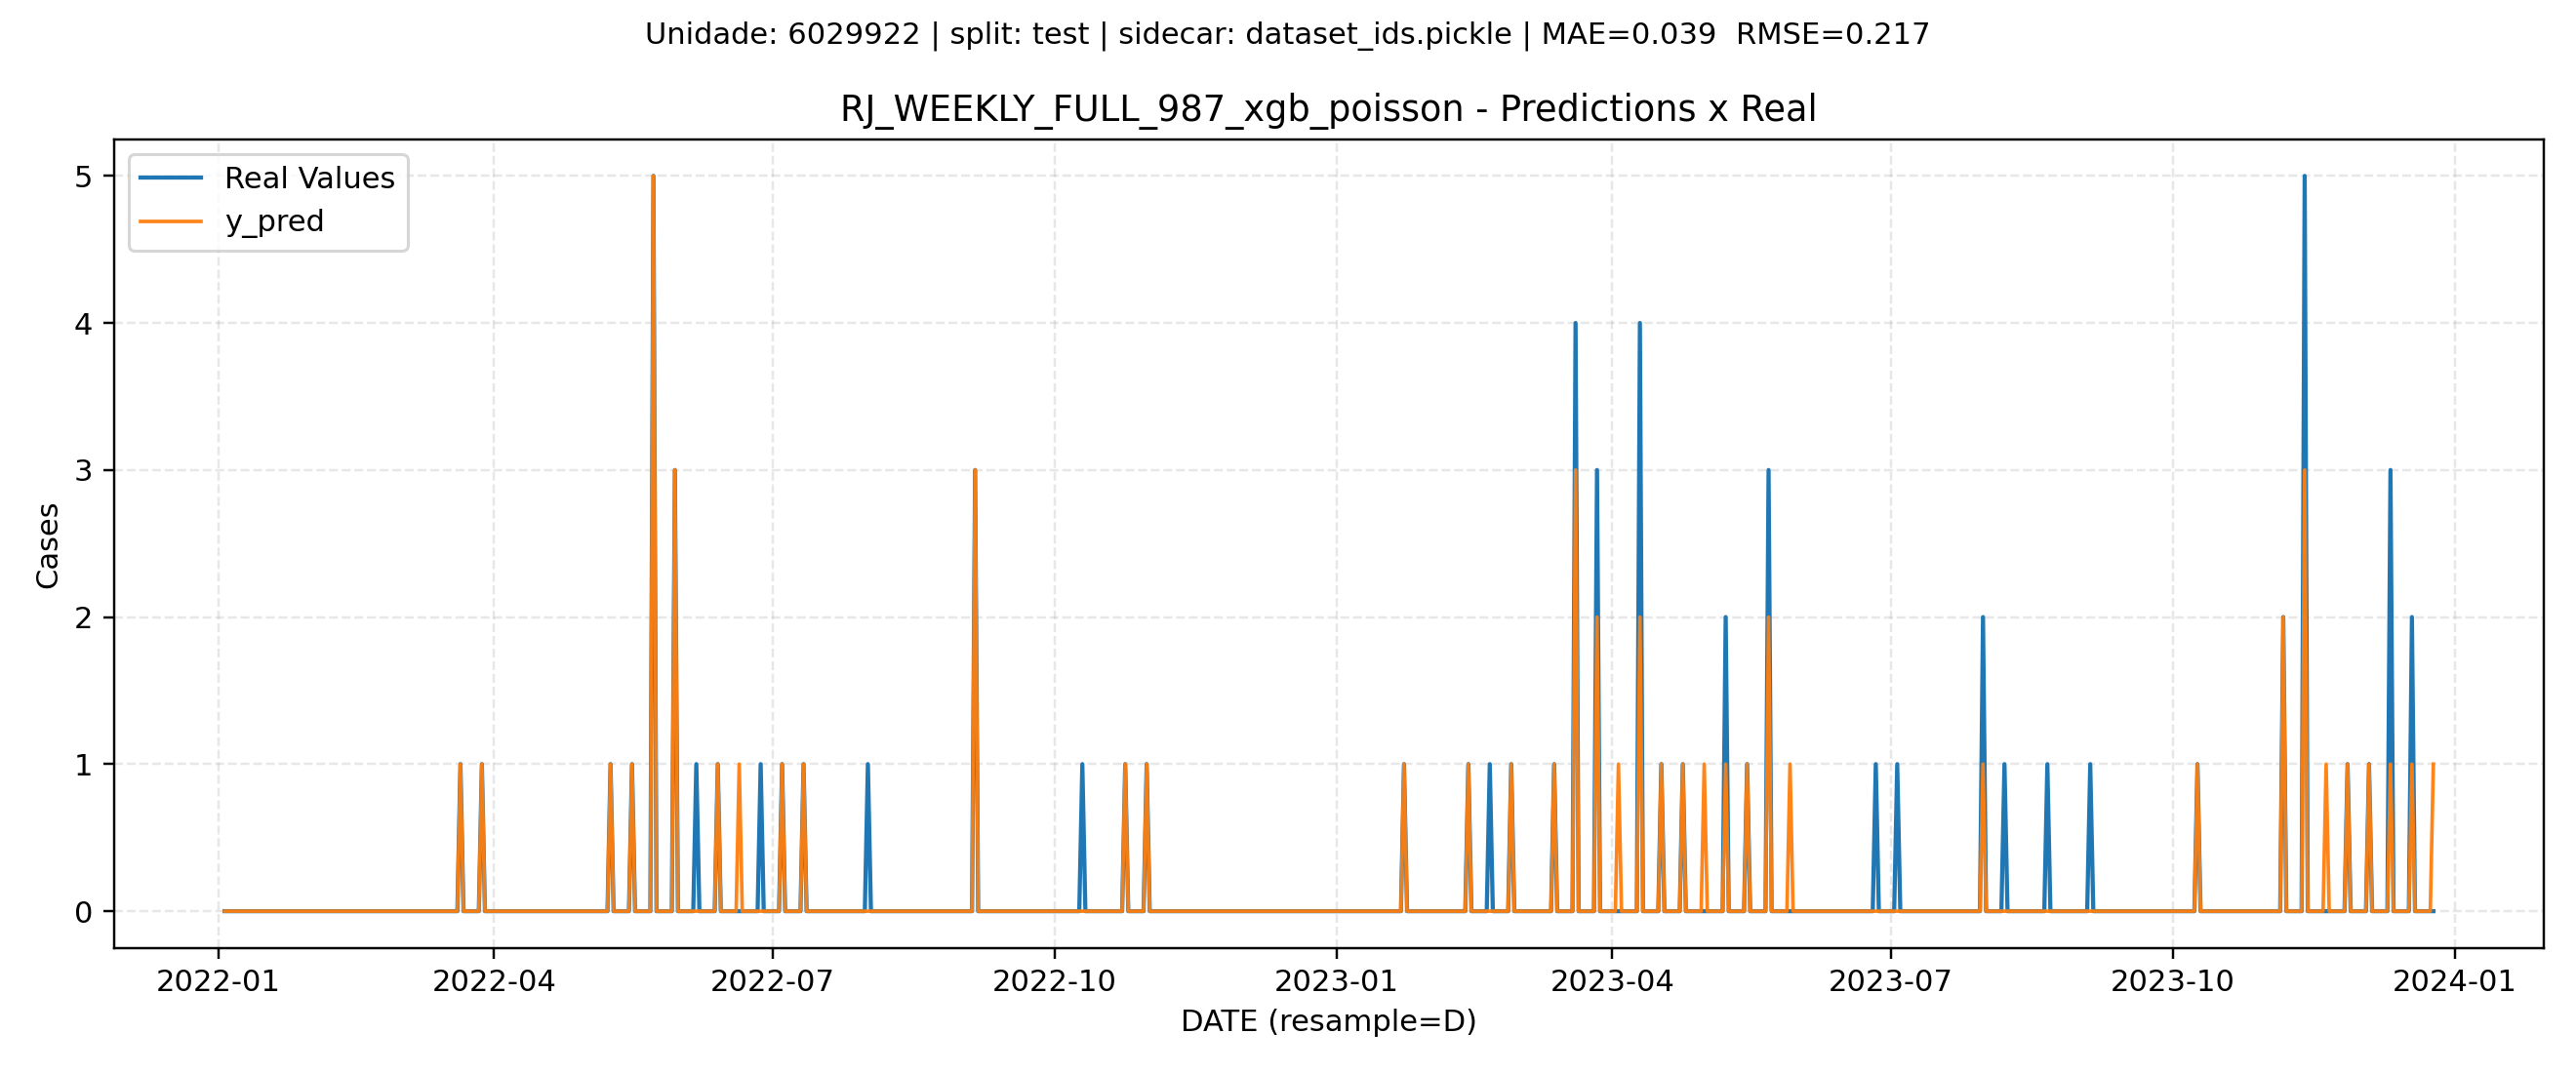 Unidade: 6029922 | split: test | sidecar: dataset_ids.pickle | MAE=0.039  RMSE=0.217
RJ_WEEKLY_FULL_987_xgb_poisson - Predictions x Real
Real Values
y_pred
5
4
3
2
1
0
Cases
2022-01
2022-04
2022-07
2022-10
2023-01
2023-04
2023-07
2023-10
2024-01
DATE (resample=D)